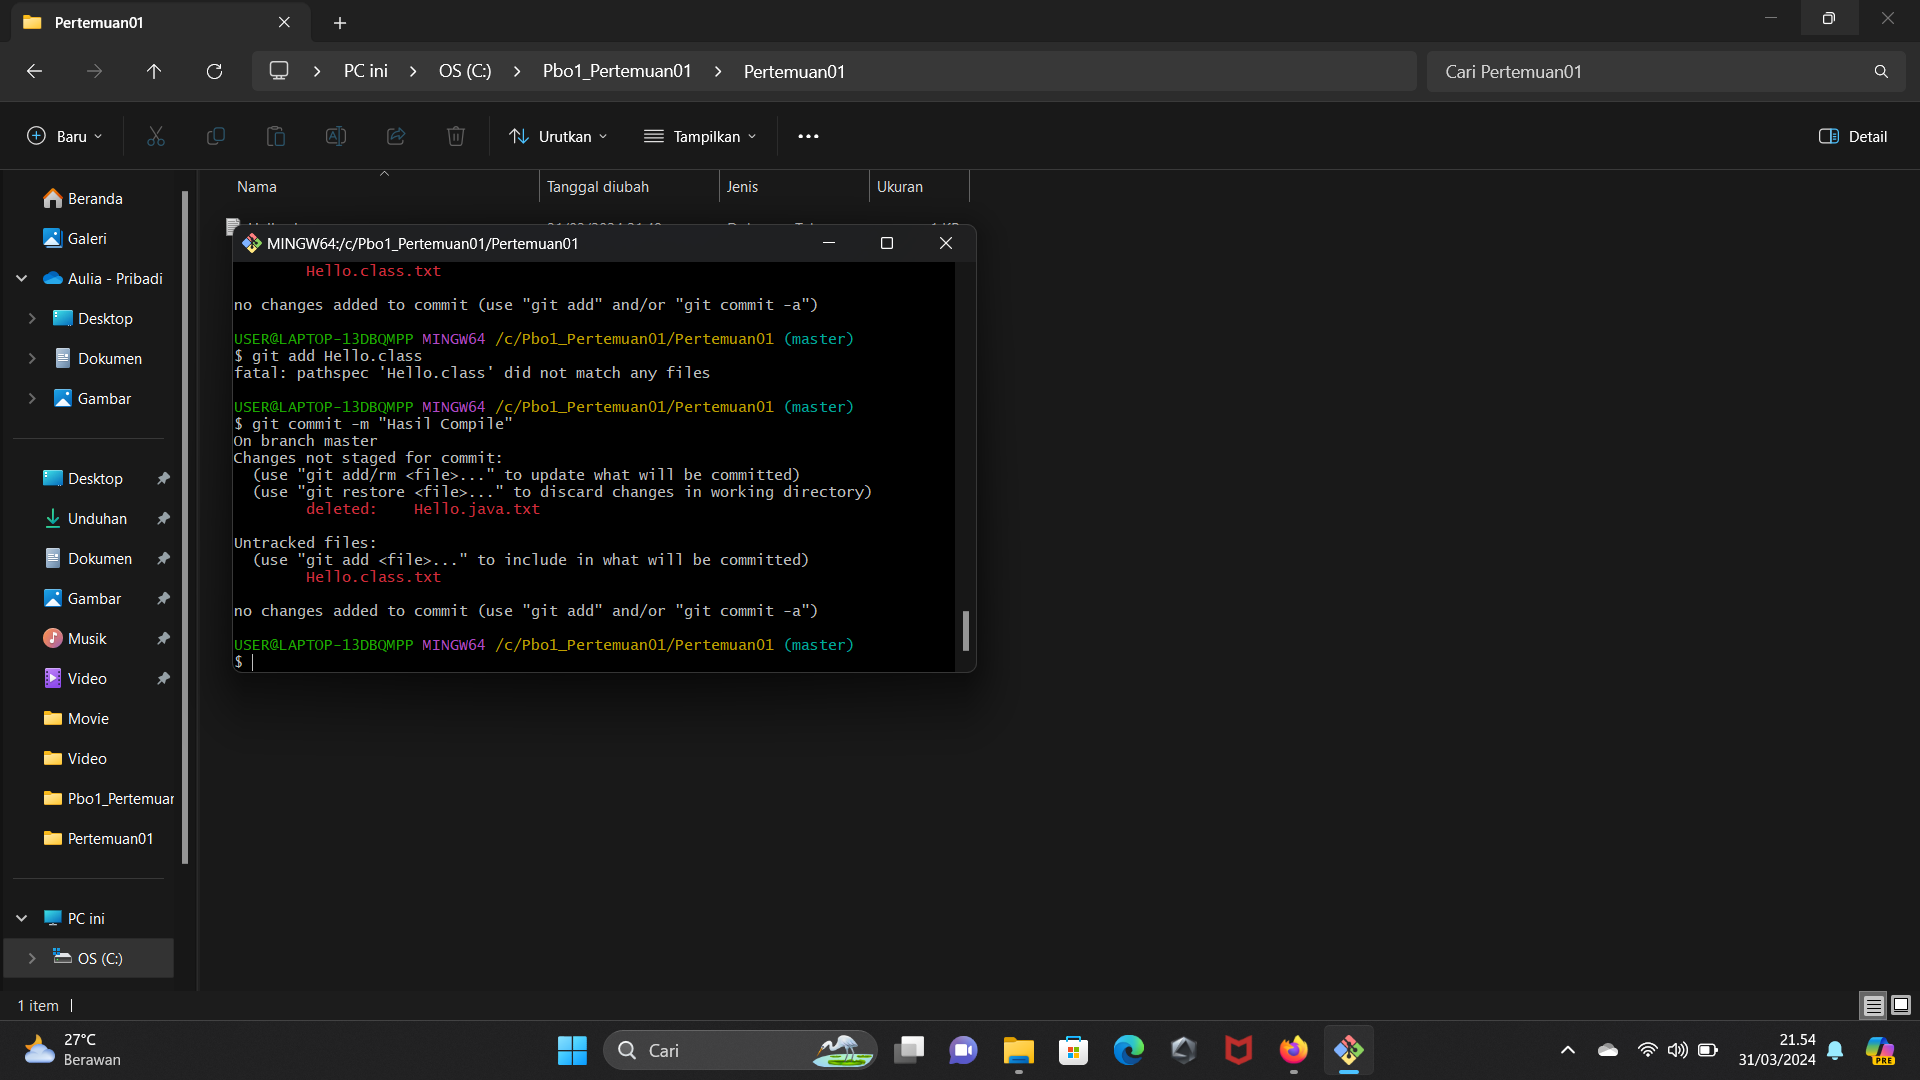 Pertemuan01
PC ini
OS (C:)
Pbo1_Pertemuan01
Pertemuan01
Cari Pertemuan01
Baru
Urutkan
Tampilkan
Detail
Nama
Tanggal diubah
Jenis
Ukuran
Beranda
Galeri
Aulia - Pribadi
Desktop
Dokumen
Gambar
Desktop
Unduhan
Dokumen
Gambar
Musik
Video
Movie
Video
Pbo1_Pertemuar
Pertemuan01
PC ini
OS (C:)
MINGW64:/c/Pbo1_Pertemuan01/Pertemuan01
Hello.class.txt
no changes added to commit (use "git add" and/or "git commit -a")
USER@LAPTOP-13DBQMPP MINGW64 /c/Pbo1_Pertemuan01/Pertemuan01 (master)
$ git add Hello.class
fatal: pathspec 'Hello.class' did not match any files
USER@LAPTOP-13DBQMPP MINGW64 /c/Pbo1_Pertemuan01/Pertemuan01 (master)
$ git commit -m "Hasil Compile"
On branch master
Changes not staged for commit:
(use "git add/rm <file>..." to update what will be committed)
(use "git restore <file>..." to discard changes in working directory)
deleted: Hello.java.txt
Untracked files:
(use "git add <file>..." to include in what will be committed)
Hello.class.txt
no changes added to commit (use "git add" and/or "git commit -a")
USER@LAPTOP-13DBQMPP MINGW64 /c/Pbo1_Pertemuan01/Pertemuan01 (master)
$
1 item
27°C
Berawan
Cari
21.54
31/03/2024
PRE